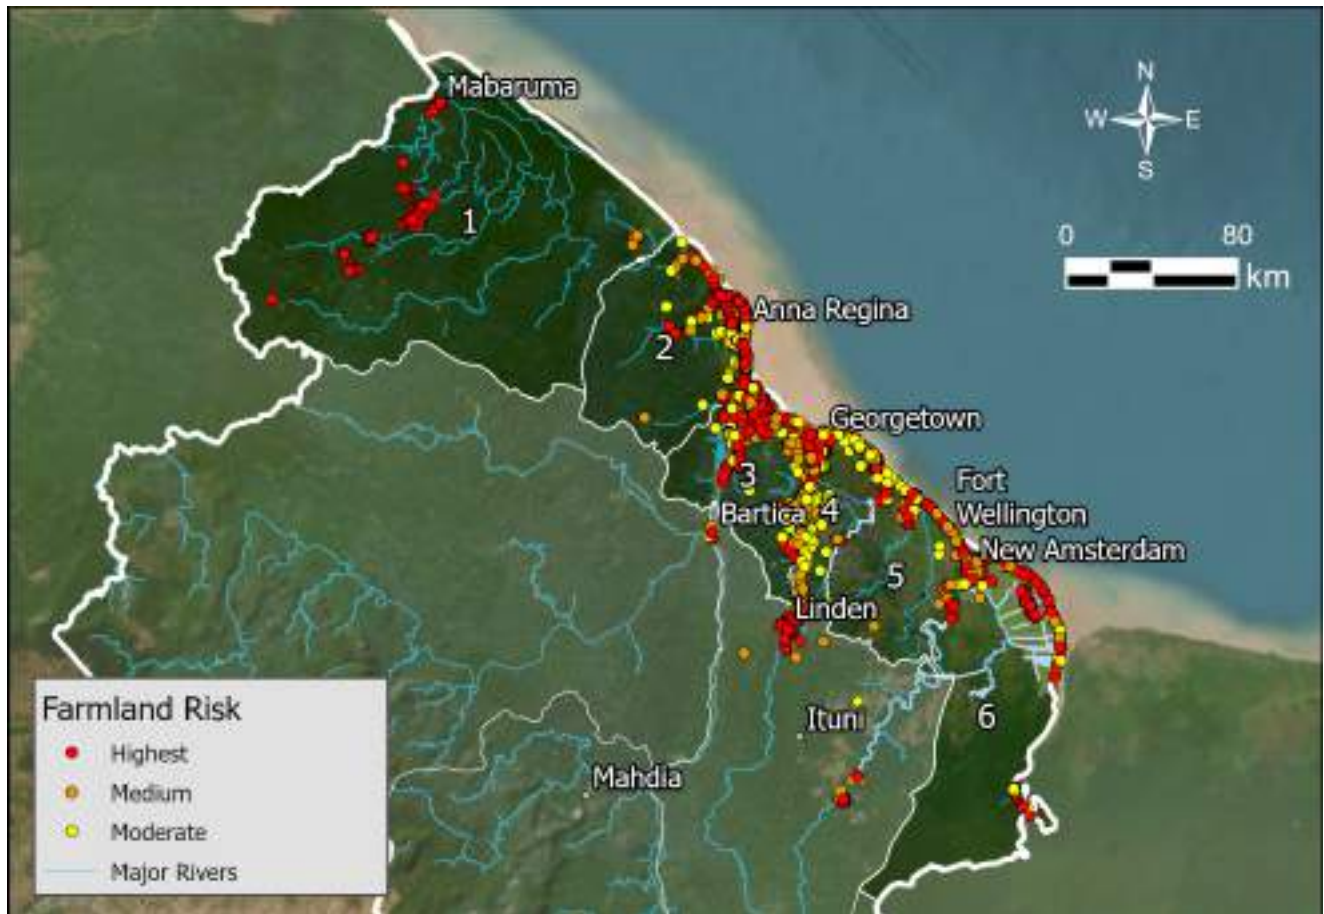 Mabaruma
N
W E
S
1
0 80
km
Anna Regina
2
Georgetown
3
Fort
Wellington
Bartica
4
New Amsterdam
5
Linden
6
Ituni
Mahdia
Farmland Risk
Highest
Medium
Moderate
Major Rivers